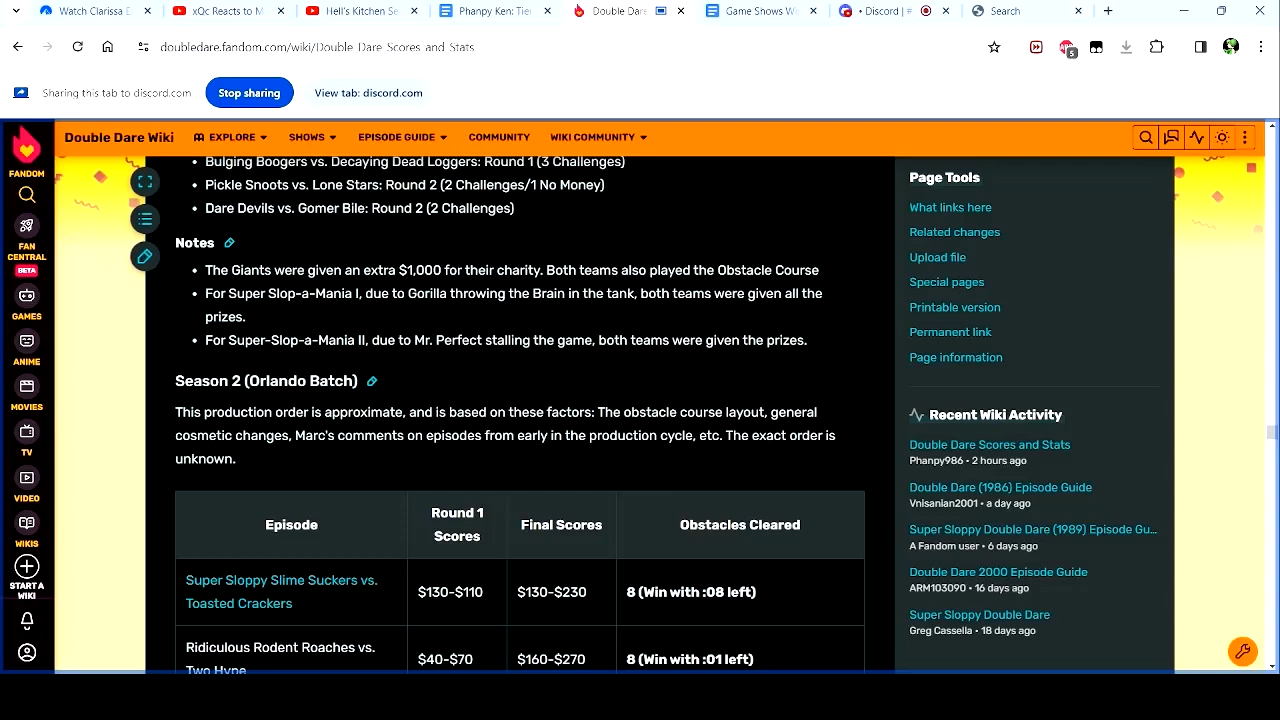 Watch Clarissa E
xQc Reacts to M
Hell's Kitchen Se
Phanpy Ken: Tie
Double Dare
Game Shows Wi
• Discord | #
Search
doubledare.fandom.com/wiki/Double_Dare_Scores_and_Stats
5
Sharing this tab to discord.com
Stop sharing
View tab: discord.com
Double Dare Wiki
EXPLORE
SHOWS
EPISODE GUIDE
COMMUNITY
WIKI COMMUNITY
FANDOM
FAN CENTRAL
BETA
GAMES
ANIME
MOVIES
TV
VIDEO
WIKIS
START A WIKI
• Bulging Boogers vs. Decaying Dead Loggers: Round 1 (3 Challenges)
• Pickle Snoots vs. Lone Stars: Round 2 (2 Challenges/1 No Money)
• Dare Devils vs. Gomer Bile: Round 2 (2 Challenges)
Notes
• The Giants were given an extra $1,000 for their charity. Both teams also played the Obstacle Course
• For Super Slop-a-Mania I, due to Gorilla throwing the Brain in the tank, both teams were given all the
prizes.
• For Super-Slop-a-Mania II, due to Mr. Perfect stalling the game, both teams were given the prizes.
Season 2 (Orlando Batch)
This production order is approximate, and is based on these factors: The obstacle course layout, general
cosmetic changes, Marc's comments on episodes from early in the production cycle, etc. The exact order is
unknown.
Episode
Round 1
Scores
Final Scores
Obstacles Cleared
Super Sloppy Slime Suckers vs.
Toasted Crackers
$130-$110
$130-$230
8 (Win with :08 left)
Ridiculous Rodent Roaches vs.
Two Hype
$40-$70
$160-$270
8 (Win with :01 left)
Page Tools
What links here
Related changes
Upload file
Special pages
Printable version
Permanent link
Page information
Recent Wiki Activity
Double Dare Scores and Stats
Phanpy986 • 2 hours ago
Double Dare (1986) Episode Guide
Vnisanian2001 • a day ago
Super Sloppy Double Dare (1989) Episode Gu...
A Fandom user • 6 days ago
Double Dare 2000 Episode Guide
ARM103090 • 16 days ago
Super Sloppy Double Dare
Greg Cassella • 18 days ago